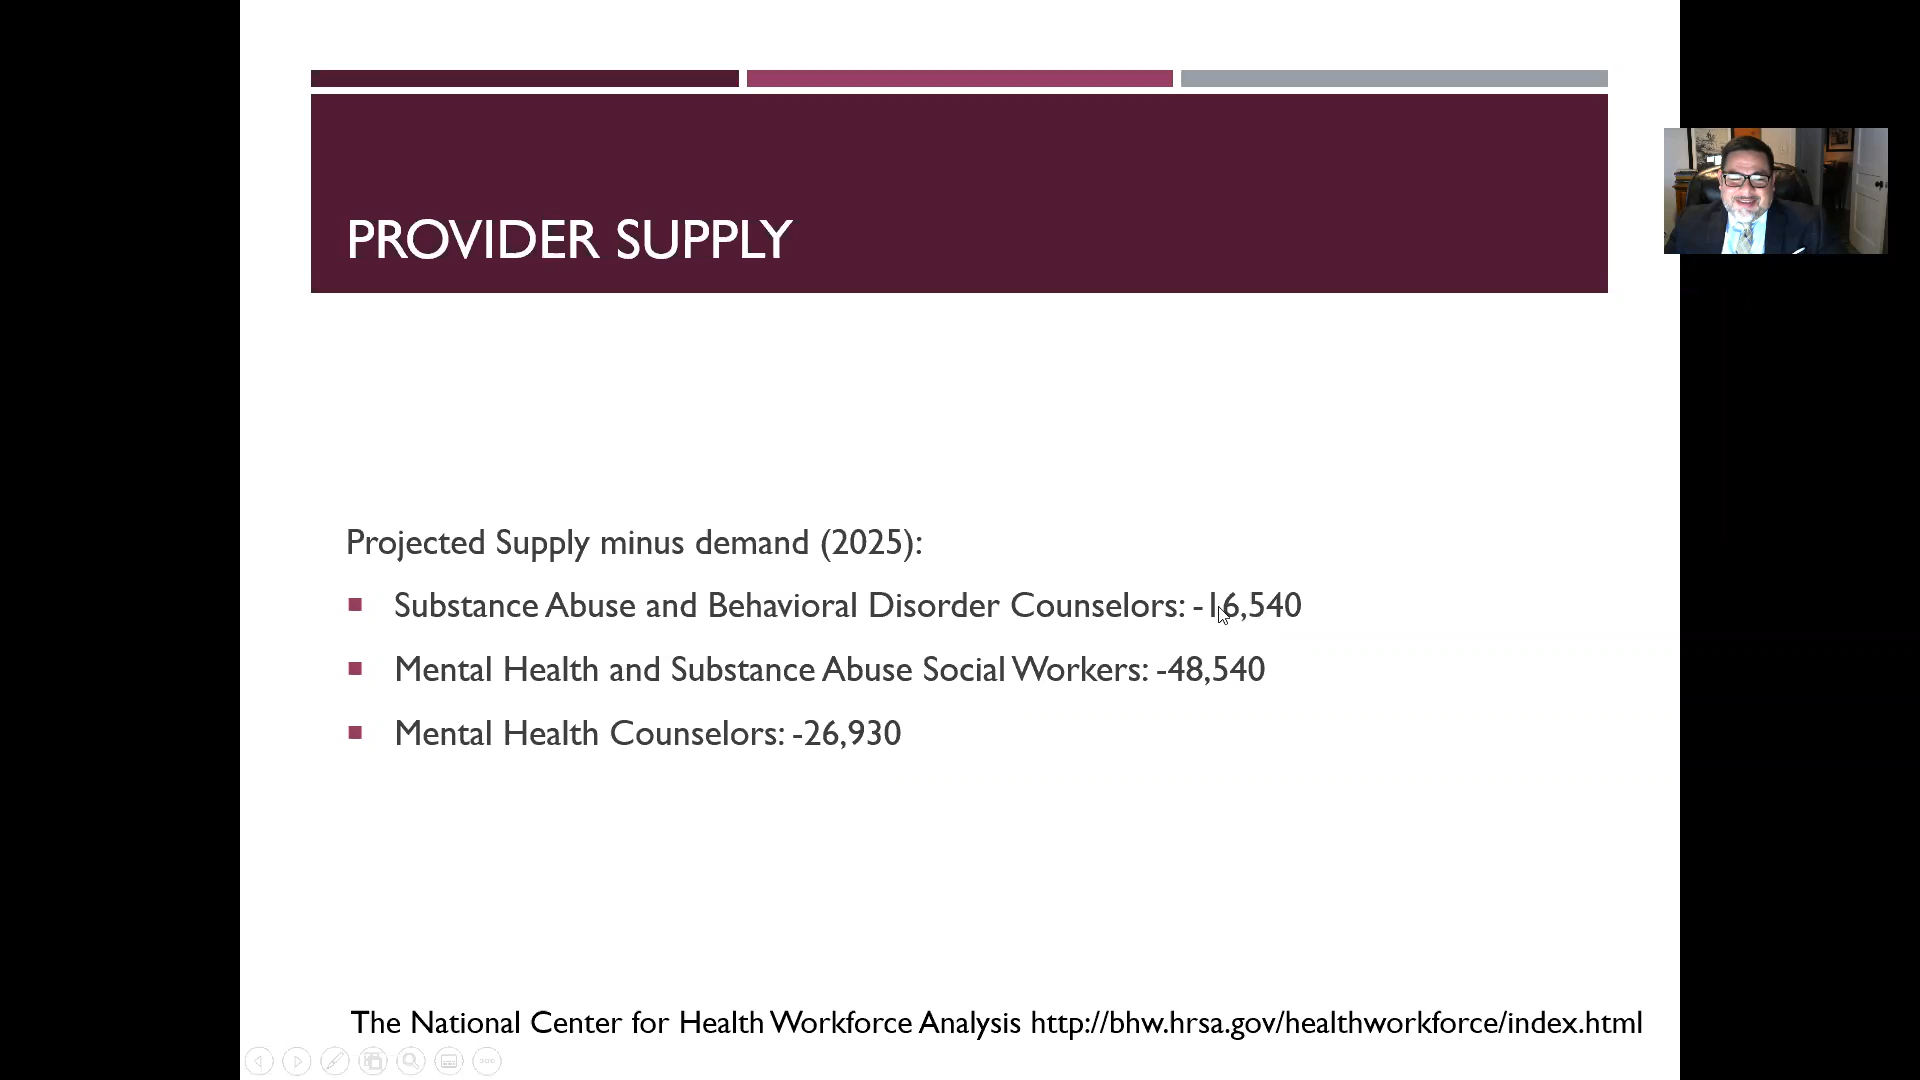 PROVIDER SUPPLY
Projected Supply minus demand (2025):
Substance Abuse and Behavioral Disorder Counselors: -16,540
Mental Health and Substance Abuse Social Workers: -48,540
Mental Health Counselors: -26,930
The National Center for Health Workforce Analysis http://bhw.hrsa.gov/healthworkforce/index.html